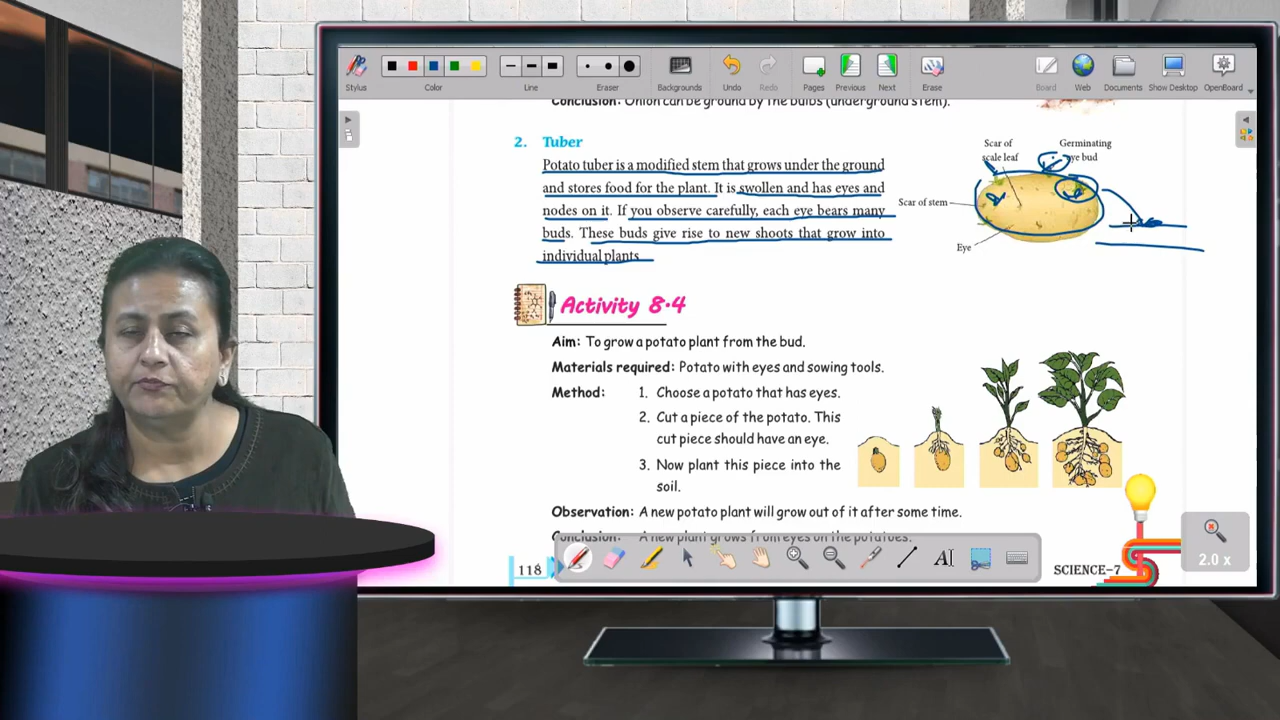 Stylus
Color
Line
Eraser
Backgrounds
Undo
Redo
Pages
Previous
Next
Erase
Board
Web
Documents
Show Desktop
OpenBoard
Conclusion: Onion can be ground by the bulbs (underground stem).
2. Tuber
Potato tuber is a modified stem that grows under the ground
and stores food for the plant. It is swollen and has eyes and
nodes on it. If you observe carefully, each eye bears many
buds. These buds give rise to new shoots that grow into
individual plants
Scar of
scale leaf
Germinating
eye bud
Scar of stem
Eye
Activity 8.4
Aim: To grow a potato plant from the bud.
Materials required: Potato with eyes and sowing tools.
Method: 1. Choose a potato that has eyes.
2. Cut a piece of the potato. This
cut piece should have an eye.
3. Now plant this piece into the
soil.
Observation: A new potato plant will grow out of it after some time.
Conclusion: A new plant grows from eyes on the potatoes.
118
SCIENCE-7
2.0 x